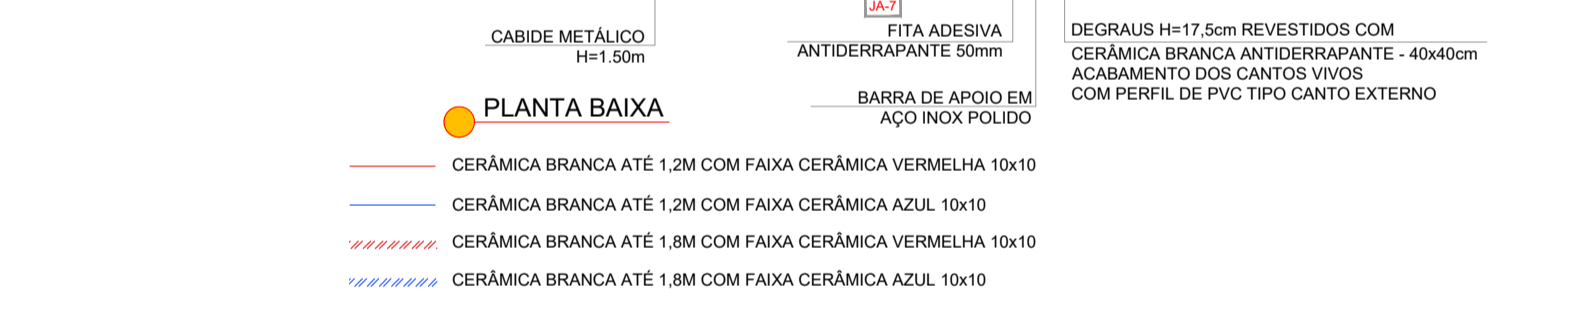 JA-7
CABIDE METÁLICO
H=1.50m
FITA ADESIVA
ANTIDERRAPANTE 50mm
DEGRAUS H=17,5cm REVESTIDOS COM
CERÂMICA BRANCA ANTIDERRAPANTE - 40x40cm
ACABAMENTO DOS CANTOS VIVOS
COM PERFIL DE PVC TIPO CANTO EXTERNO
BARRA DE APOIO EM
AÇO INOX POLIDO
PLANTA BAIXA
CERÂMICA BRANCA ATÉ 1,2M COM FAIXA CERÂMICA VERMELHA 10x10
CERÂMICA BRANCA ATÉ 1,2M COM FAIXA CERÂMICA AZUL 10x10
CERÂMICA BRANCA ATÉ 1,8M COM FAIXA CERÂMICA VERMELHA 10x10
CERÂMICA BRANCA ATÉ 1,8M COM FAIXA CERÂMICA AZUL 10x10